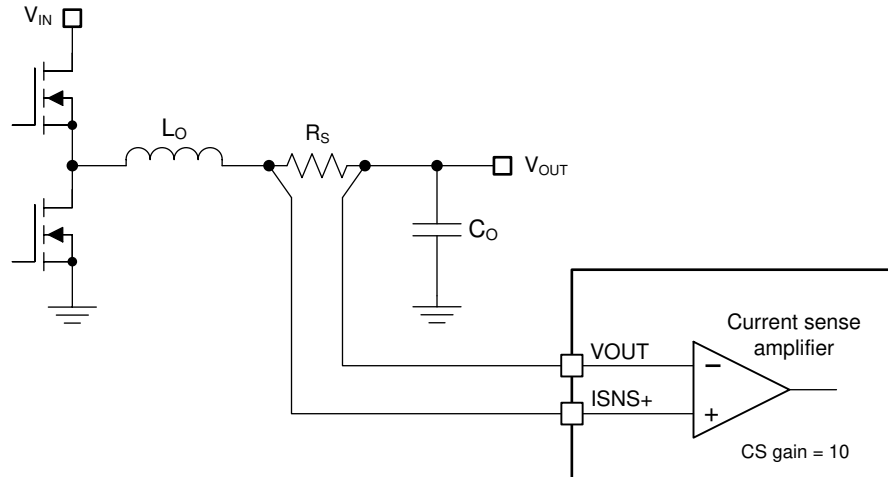 VIN
LO
RS
VOUT
CO
Current sense
amplifier
VOUT
−
ISNS+
+
CS gain = 10